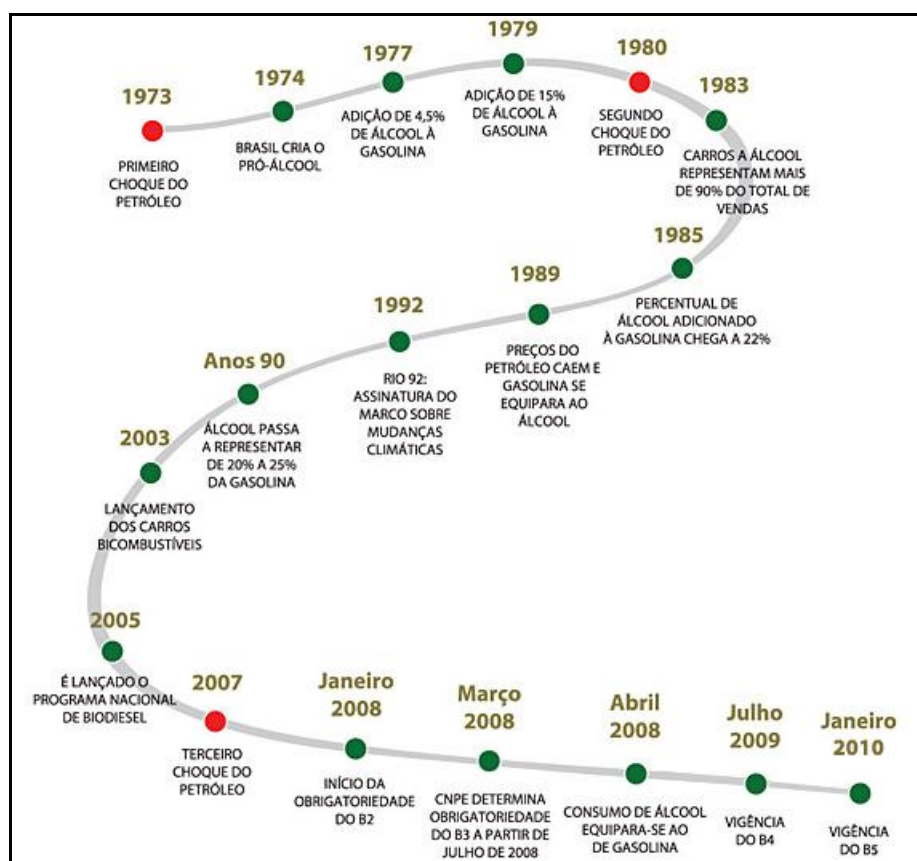 1973
PRIMEIRO
CHOQUE DO
PETRÓLEO
1974
BRASIL CRIA O
PRÓ-ÁLCOOL
1977
ADIÇÃO DE 4,5%
DE ÁLCOOL À
GASOLINA
1979
ADIÇÃO DE 15%
DE ÁLCOOL À
GASOLINA
1980
SEGUNDO
CHOQUE DO
PETRÓLEO
1983
CARROS A ÁLCOOL
REPRESENTAM MAIS
DE 90% DO TOTAL DE
VENDAS
1985
PERCENTUAL DE
ÁLCOOL ADICIONADO
À GASOLINA CHEGA A 22%
1989
PREÇOS DO
PETRÓLEO CAEM E
GASOLINA SE
EQUIPARA AO
ÁLCOOL
1992
RIO 92:
ASSINATURA DO
MARCO SOBRE
MUDANÇAS
CLIMÁTICAS
Anos 90
ÁLCOOL PASSA
A REPRESENTAR
DE 20% A 25%
DA GASOLINA
2003
LANÇAMENTO
DOS CARROS
BICOMBUSTÍVEIS
2005
É LANÇADO O
PROGRAMA NACIONAL
DE BIODIESEL
2007
TERCEIRO
CHOQUE DO
PETRÓLEO
Janeiro
2008
INÍCIO DA
OBRIGATORIEDADE
DO B2
Março
2008
CNPE DETERMINA
OBRIGATORIEDADE
DO B3 A PARTIR DE
JULHO DE 2008
Abril
2008
CONSUMO DE ÁLCOOL
EQUIPARA-SE AO
DE GASOLINA
Julho
2009
VIGÊNCIA
DO B4
Janeiro
2010
VIGÊNCIA
DO B5